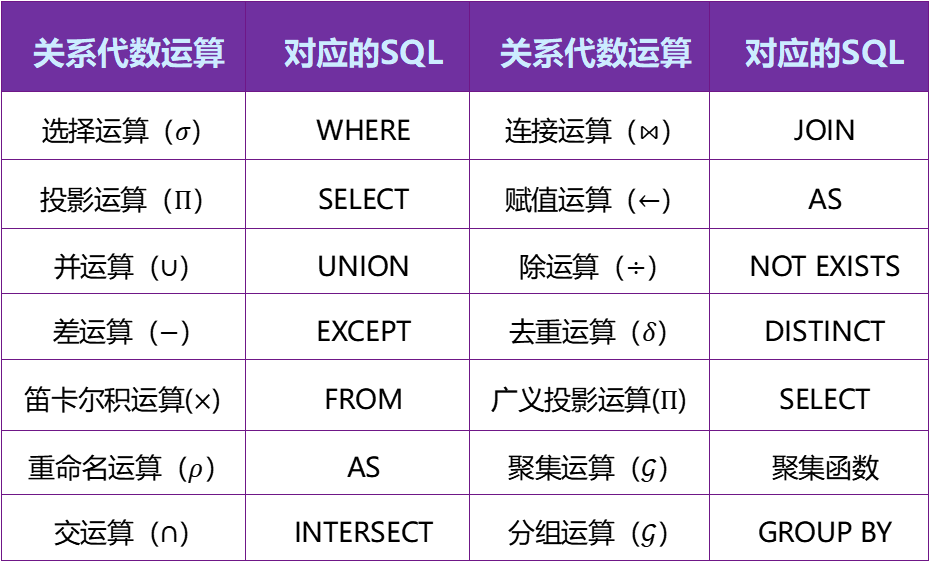 关系代数运算 对应的SQL 关系代数运算 对应的SQL
选择运算（σ） WHERE 连接运算（⋈） JOIN
投影运算（Π） SELECT 赋值运算（←） AS
并运算（∪） UNION 除运算（÷） NOT EXISTS
差运算（−） EXCEPT 去重运算（δ） DISTINCT
笛卡尔积运算(×) FROM 广义投影运算(Π) SELECT
重命名运算（ρ） AS 聚集运算（𝒢） 聚集函数
交运算（∩） INTERSECT 分组运算（𝒢） GROUP BY